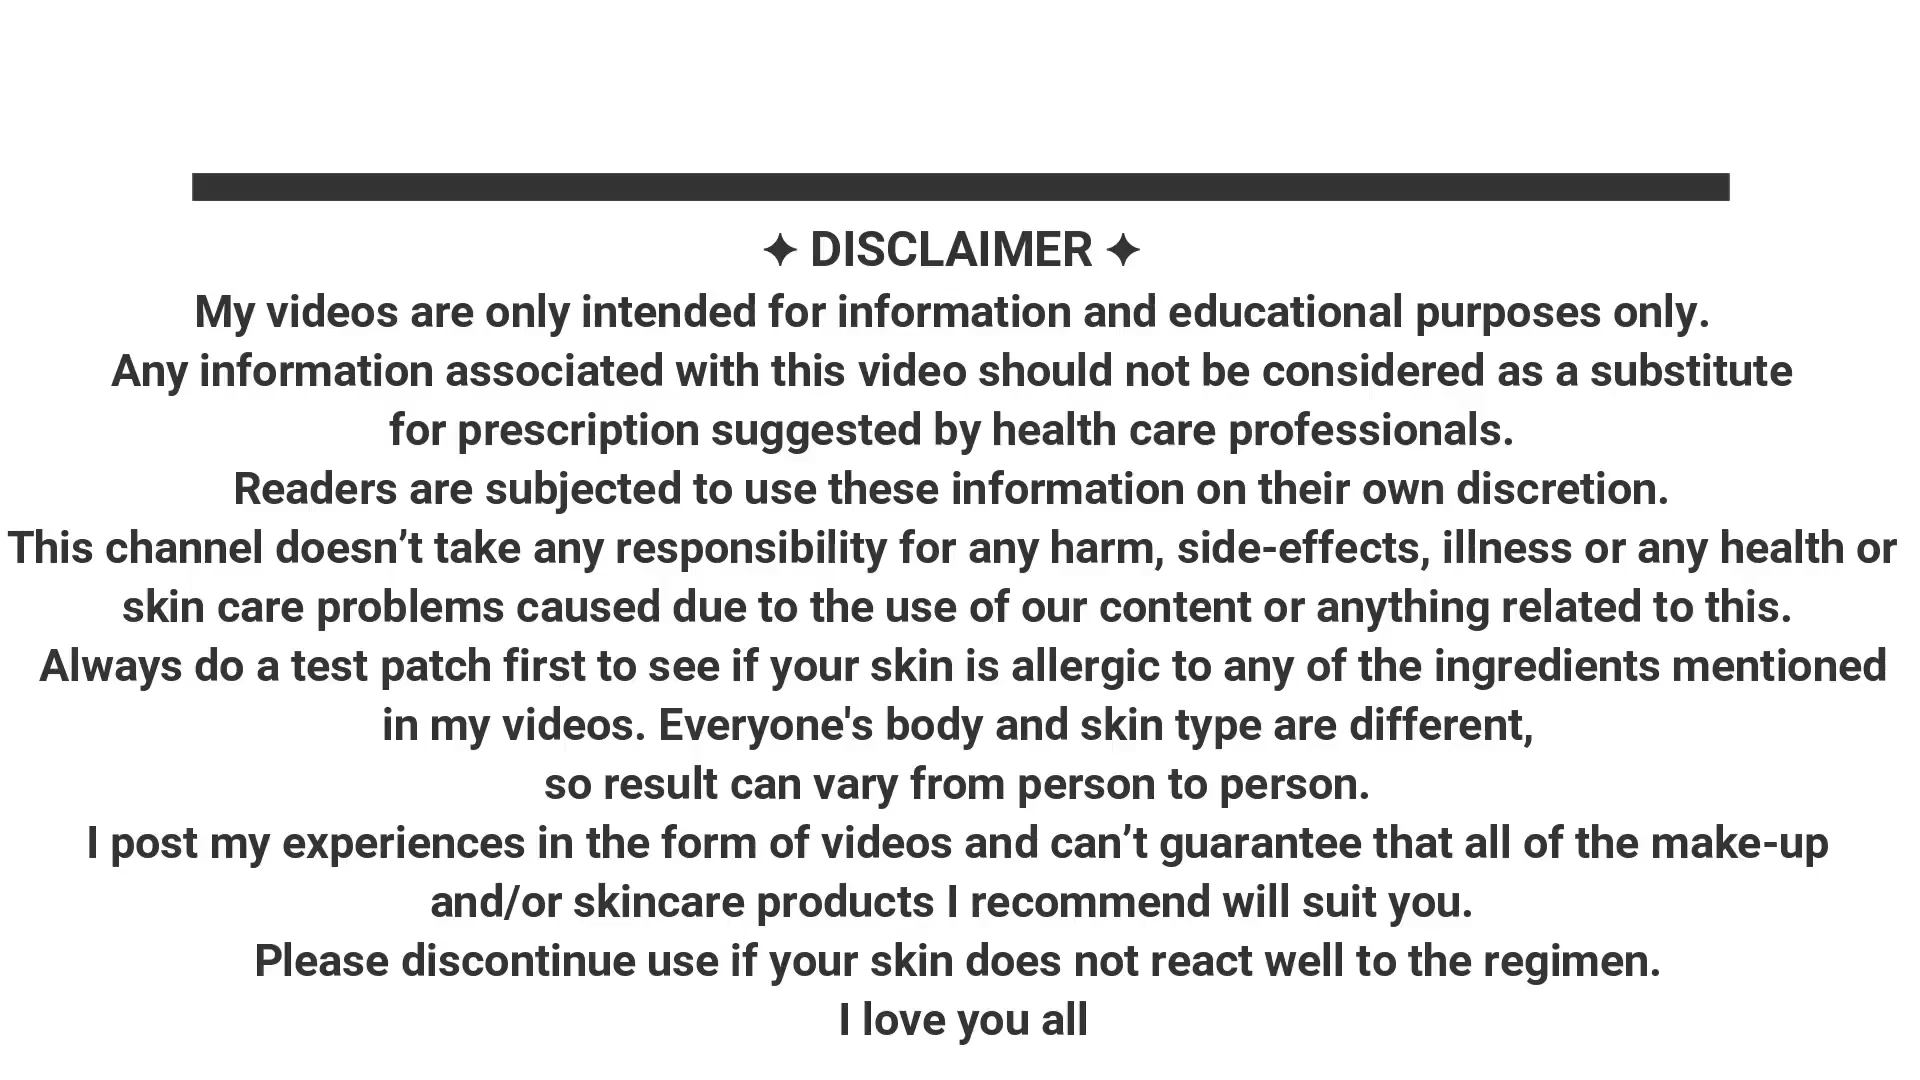 ✦ DISCLAIMER ✦
My videos are only intended for information and educational purposes only.
Any information associated with this video should not be considered as a substitute
for prescription suggested by health care professionals.
Readers are subjected to use these information on their own discretion.
This channel doesn’t take any responsibility for any harm, side-effects, illness or any health or
skin care problems caused due to the use of our content or anything related to this.
Always do a test patch first to see if your skin is allergic to any of the ingredients mentioned
in my videos. Everyone's body and skin type are different,
so result can vary from person to person.
I post my experiences in the form of videos and can’t guarantee that all of the make-up
and/or skincare products I recommend will suit you.
Please discontinue use if your skin does not react well to the regimen.
I love you all